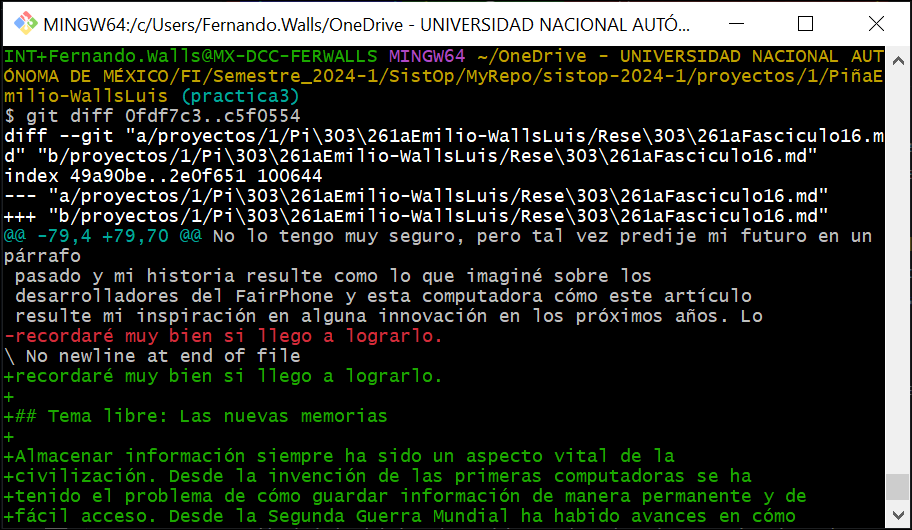 MINGW64:/c/Users/Fernando.Walls/OneDrive - UNIVERSIDAD NACIONAL AUTÓ...
INT+Fernando.Walls@MX-DCC-FERWALLS MINGW64 ~/OneDrive - UNIVERSIDAD NACIONAL AUT
ÓNOMA DE MÉXICO/FI/Semestre_2024-1/SistOp/MyRepo/sistop-2024-1/proyectos/1/PiñaE
milio-WallsLuis (practica3)
$ git diff 0fdf7c3..c5f0554
diff --git "a/proyectos/1/Pi\303\261aEmilio-WallsLuis/Rese\303\261aFasciculo16.m
d" "b/proyectos/1/Pi\303\261aEmilio-WallsLuis/Rese\303\261aFasciculo16.md"
index 49a90be..2e0f651 100644
--- "a/proyectos/1/Pi\303\261aEmilio-WallsLuis/Rese\303\261aFasciculo16.md"
+++ "b/proyectos/1/Pi\303\261aEmilio-WallsLuis/Rese\303\261aFasciculo16.md"
@@ -79,4 +79,70 @@ No lo tengo muy seguro, pero tal vez predije mi futuro en un
párrafo
 pasado y mi historia resulte como lo que imaginé sobre los
 desarrolladores del FairPhone y esta computadora cómo este artículo
 resulte mi inspiración en alguna innovación en los próximos años. Lo
-recordaré muy bien si llego a lograrlo.
\ No newline at end of file
+recordaré muy bien si llego a lograrlo.
+
+## Tema libre: Las nuevas memorias
+
+Almacenar información siempre ha sido un aspecto vital de la
+civilización. Desde la invención de las primeras computadoras se ha
+tenido el problema de cómo guardar información de manera permanente y de
+fácil acceso. Desde la Segunda Guerra Mundial ha habido avances en cómo